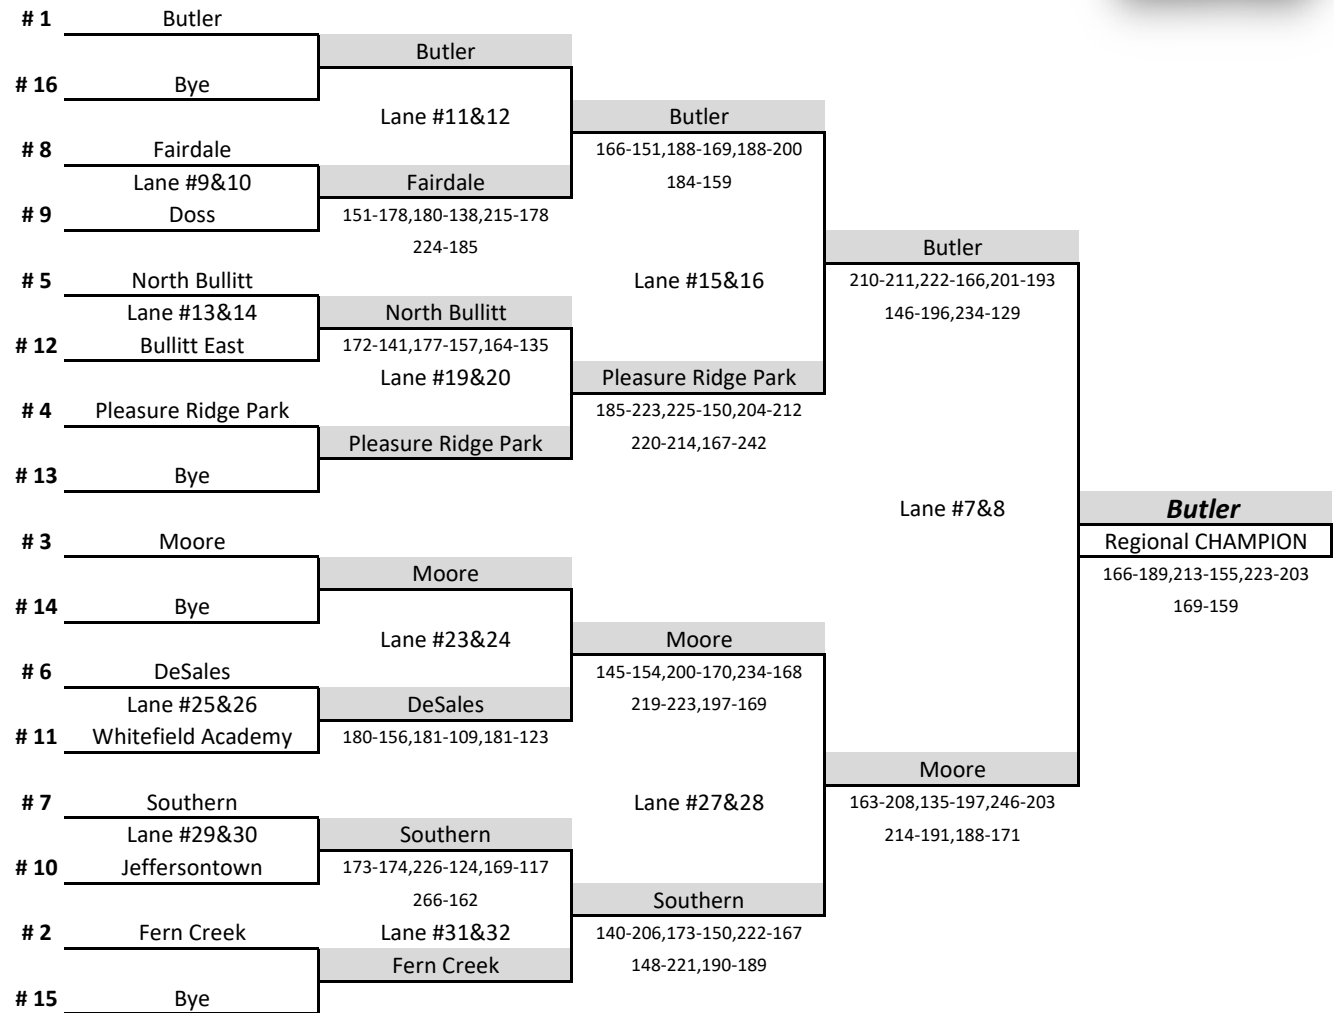 # 1 Butler
Butler
# 16 Bye
Lane #11&12 Butler
# 8 Fairdale 166-151,188-169,188-200
Lane #9&10 Fairdale 184-159
# 9 Doss 151-178,180-138,215-178
224-185 Butler
# 5 North Bullitt Lane #15&16 210-211,222-166,201-193
Lane #13&14 North Bullitt 146-196,234-129
# 12 Bullitt East 172-141,177-157,164-135
Lane #19&20 Pleasure Ridge Park
# 4 Pleasure Ridge Park 185-223,225-150,204-212
Pleasure Ridge Park 220-214,167-242
# 13 Bye
Lane #7&8 Butler
# 3 Moore Regional CHAMPION
Moore 166-189,213-155,223-203
# 14 Bye 169-159
Lane #23&24 Moore
# 6 DeSales 145-154,200-170,234-168
Lane #25&26 DeSales 219-223,197-169
# 11 Whitefield Academy 180-156,181-109,181-123
Moore
# 7 Southern Lane #27&28 163-208,135-197,246-203
Lane #29&30 Southern 214-191,188-171
# 10 Jeffersontown 173-174,226-124,169-117
266-162 Southern
# 2 Fern Creek Lane #31&32 140-206,173-150,222-167
Fern Creek 148-221,190-189
# 15 Bye